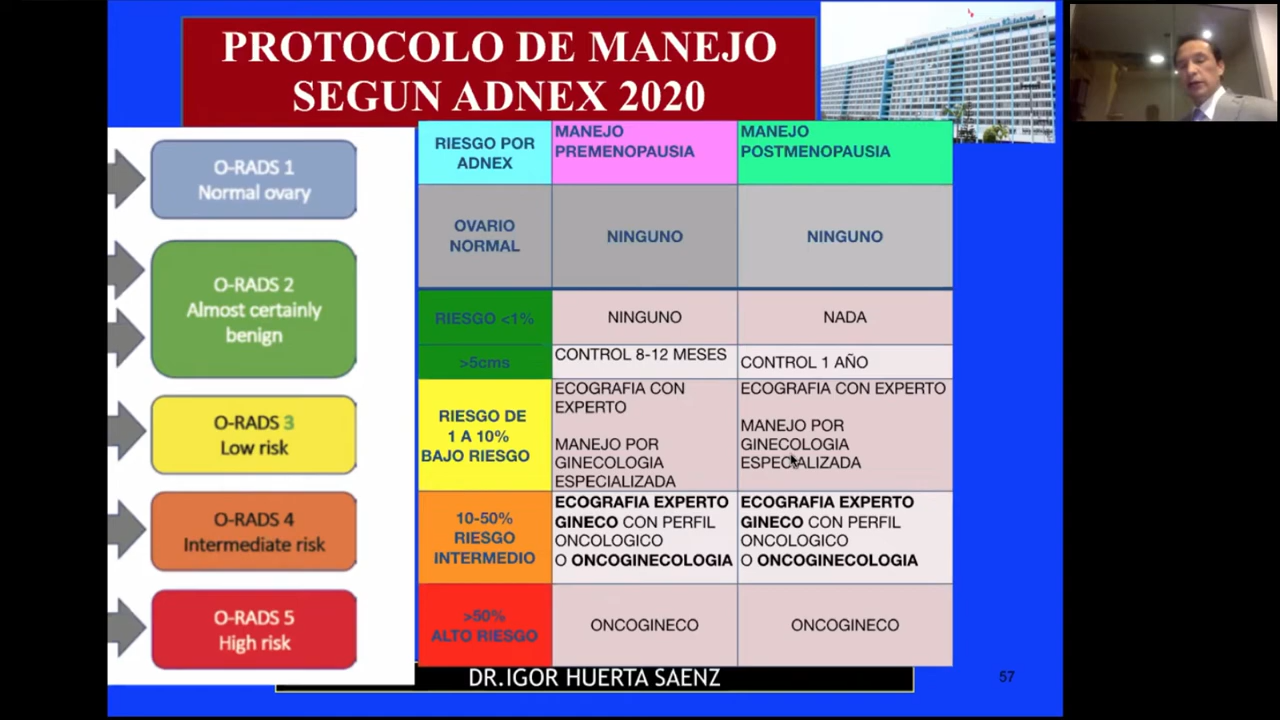 PROTOCOLO DE MANEJO
SEGUN ADNEX 2020
O-RADS 1
Normal ovary
O-RADS 2
Almost certainly
benign
O-RADS 3
Low risk
O-RADS 4
Intermediate risk
O-RADS 5
High risk
RIESGO POR
ADNEX
MANEJO
PREMENOPAUSIA
MANEJO
POSTMENOPAUSIA
OVARIO
NORMAL
NINGUNO
NINGUNO
RIESGO <1%
NINGUNO
NADA
>5cms
CONTROL 8-12 MESES
CONTROL 1 AÑO
RIESGO DE
1 A 10%
BAJO RIESGO
ECOGRAFIA CON
EXPERTO
MANEJO POR
GINECOLOGIA
ESPECIALIZADA
ECOGRAFIA CON EXPERTO
MANEJO POR
GINECOLOGIA
ESPECIALIZADA
10-50%
RIESGO
INTERMEDIO
ECOGRAFIA EXPERTO
GINECO CON PERFIL
ONCOLOGICO
O ONCOGINECOLOGIA
ECOGRAFIA EXPERTO
GINECO CON PERFIL
ONCOLOGICO
O ONCOGINECOLOGIA
>50%
ALTO RIESGO
ONCOGINECO
ONCOGINECO
DR.IGOR HUERTA SAENZ
57